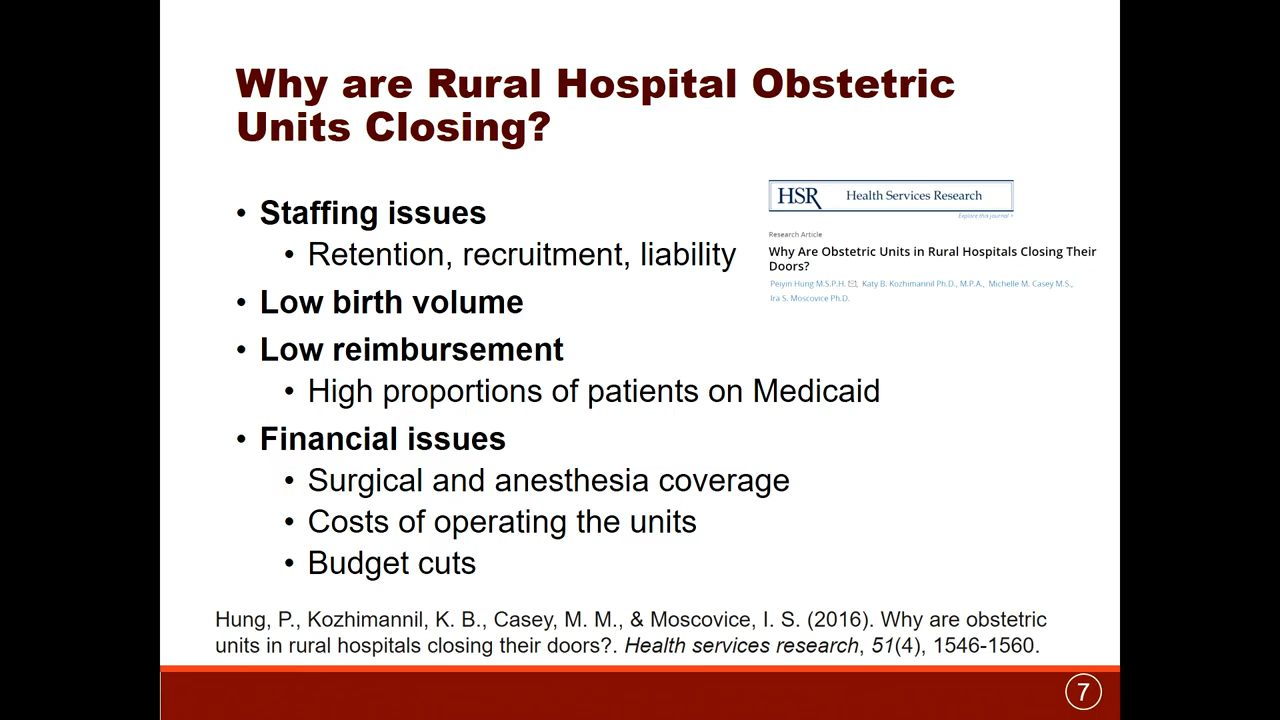 Why are Rural Hospital Obstetric
Units Closing?
• Staffing issues
• Retention, recruitment, liability
• Low birth volume
• Low reimbursement
• High proportions of patients on Medicaid
• Financial issues
• Surgical and anesthesia coverage
• Costs of operating the units
• Budget cuts
HSR Health Services Research
Explore this journal >
Research Article
Why Are Obstetric Units in Rural Hospitals Closing Their
Doors?
Peiyin Hung M.S.P.H. ✉, Katy B. Kozhimannil Ph.D., M.P.A., Michelle M. Casey M.S.,
Ira S. Moscovice Ph.D.
Hung, P., Kozhimannil, K. B., Casey, M. M., & Moscovice, I. S. (2016). Why are obstetric
units in rural hospitals closing their doors?. Health services research, 51(4), 1546-1560.
7